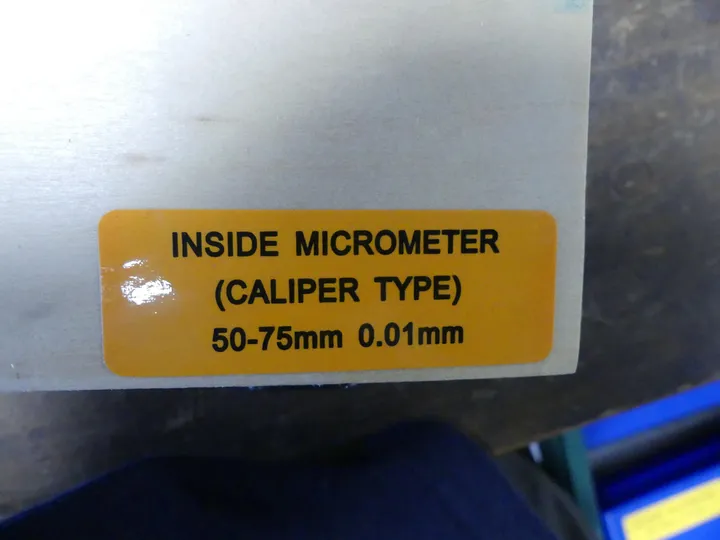 INSIDE MICROMETER
(CALIPER TYPE)
50-75mm 0.01mm